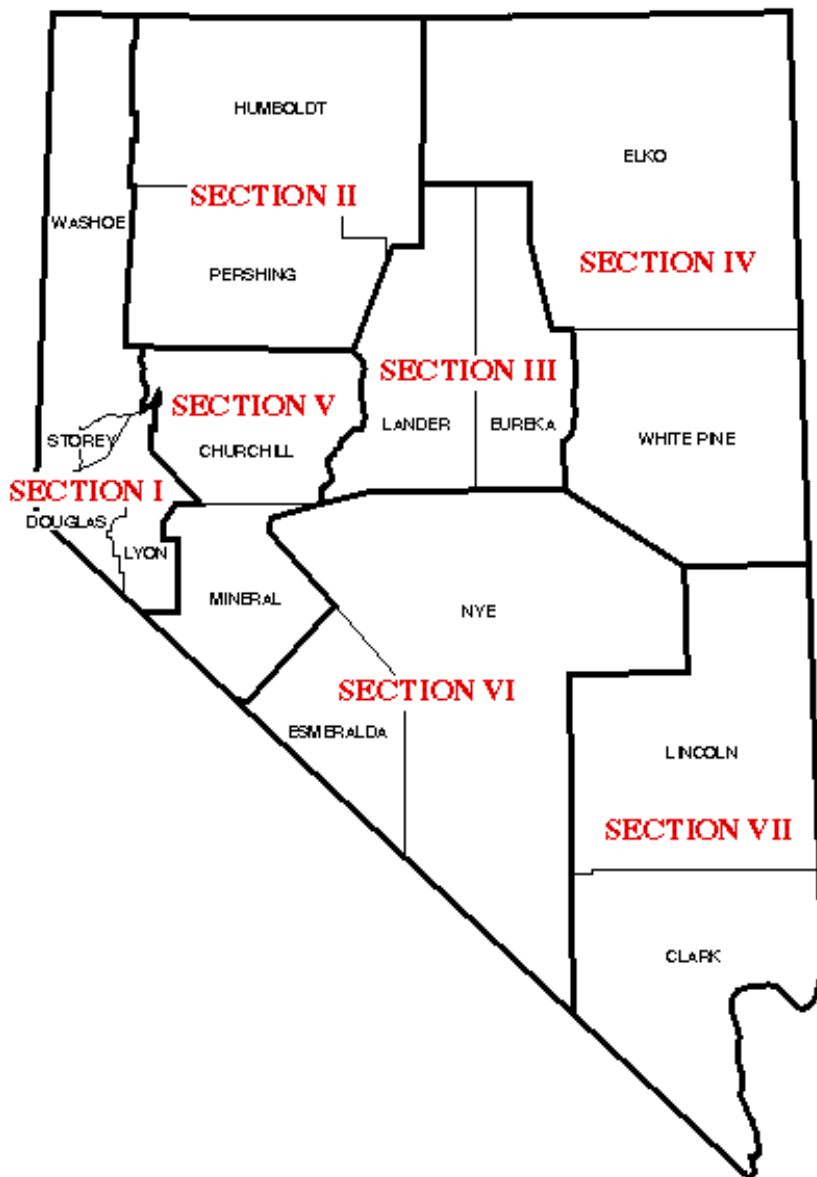 HUMBOLDT
ELKO
SECTION II
WASHOE
SECTION IV
PERSHING
SECTION III
SECTION V
LANDER
EUREKA
STOREY
WHITE PINE
CHURCHILL
SECTION I
DOUGLAS
LYON
MINERAL
NYE
SECTION VI
ESMERALDA
LINCOLN
SECTION VII
CLARK